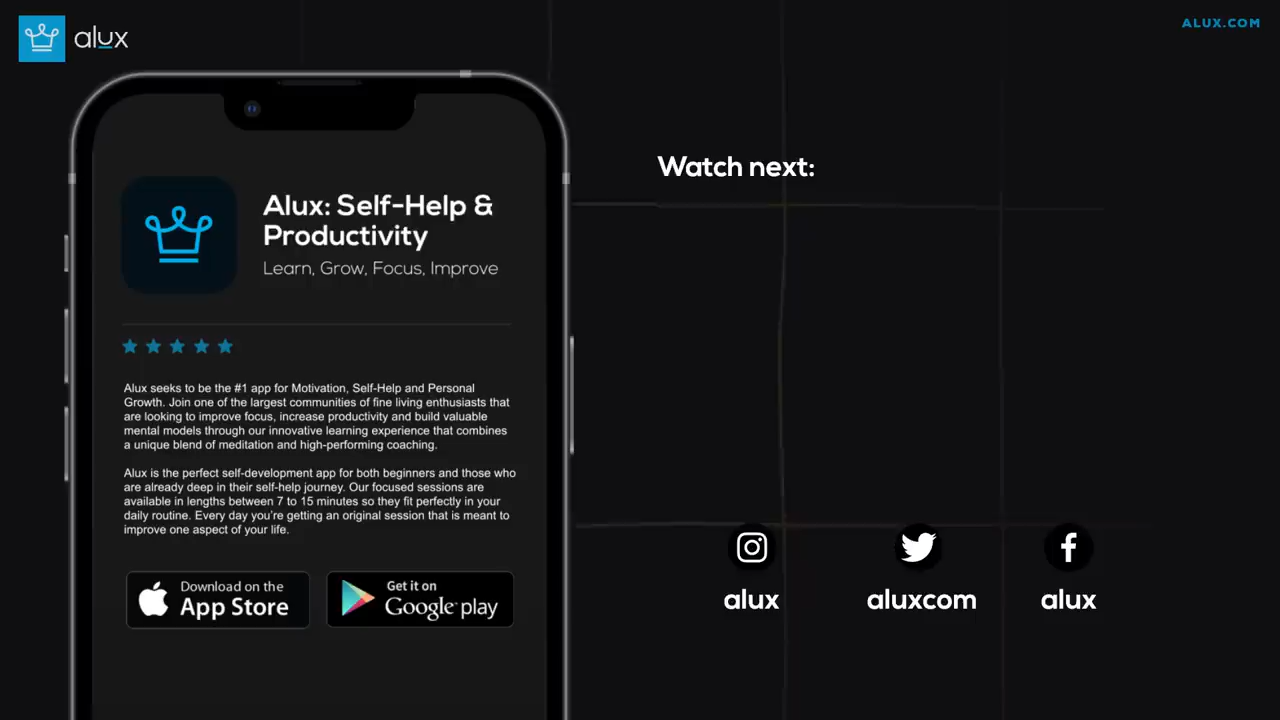 alux
ALUX.COM
Watch next:
Alux: Self-Help &
Productivity
Learn, Grow, Focus, Improve
Alux seeks to be the #1 app for Motivation, Self-Help and Personal
Growth. Join one of the largest communities of fine living enthusiasts that
are looking to improve focus, increase productivity and build valuable
mental models through our innovative learning experience that combines
a unique blend of meditation and high-performing coaching.
Alux is the perfect self-development app for both beginners and those who
are already deep in their self-help journey. Our focused sessions are
available in lengths between 7 to 15 minutes so they fit perfectly in your
daily routine. Every day you're getting an original session that is meant to
improve one aspect of your life.
Download on the
App Store
Get it on
Google play
alux
aluxcom
alux